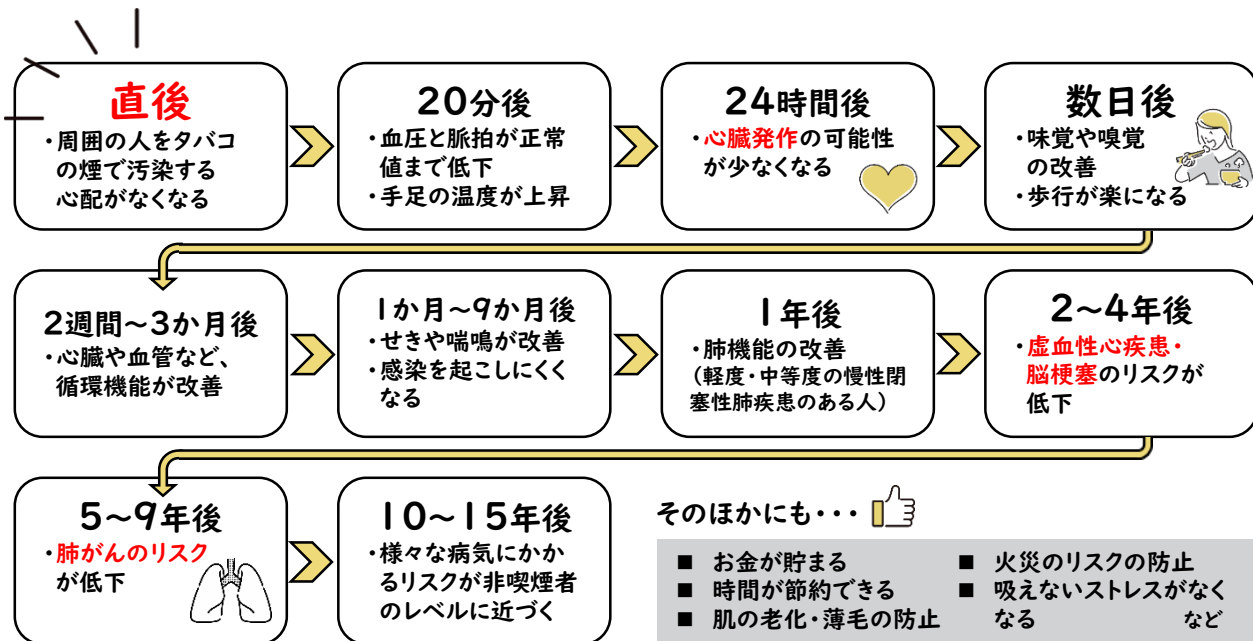 直後
・周囲の人をタバコ
の煙で汚染する
心配がなくなる
20分後
・血圧と脈拍が正常
値まで低下
・手足の温度が上昇
24時間後
・心臓発作の可能性
が少なくなる
数日後
・味覚や嗅覚
の改善
・歩行が楽になる
2週間～3か月後
・心臓や血管など、
循環機能が改善
1か月～9か月後
・せきや喘鳴が改善
・感染を起こしにくく
なる
1年後
・肺機能の改善
（軽度・中等度の慢性閉
塞性肺疾患のある人）
2～4年後
・虚血性心疾患・
脳梗塞のリスクが
低下
5～9年後
・肺がんのリスク
が低下
10～15年後
・様々な病気にかか
るリスクが非喫煙者
のレベルに近づく
そのほかにも・・・
■ お金が貯まる
■ 時間が節約できる
■ 肌の老化・薄毛の防止
■ 火災のリスクの防止
■ 吸えないストレスがなく
なる など